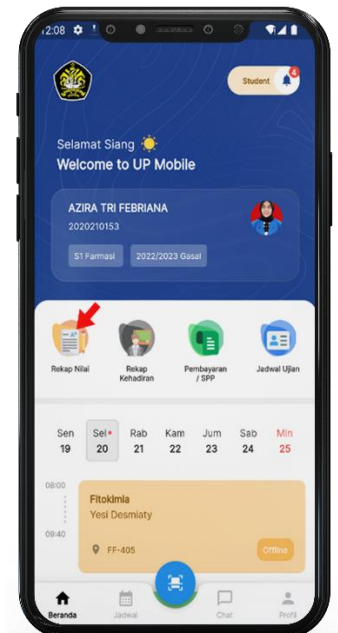 12:08
Student
4
Selamat Siang
Welcome to UP Mobile
AZIRA TRI FEBRIANA
2020210153
S1 Farmasi
2022/2023 Gasal
Rekap Nilai
Rekap
Kehadiran
Pembayaran
/ SPP
Jadwal Ujian
Sen Sel Rab Kam Jum Sab Min
19 20 21 22 23 24 25
08:00
Fitokimia
Yesi Desmiaty
09:40
FF-405
Offline
Beranda
Jadwal
Chat
Profil